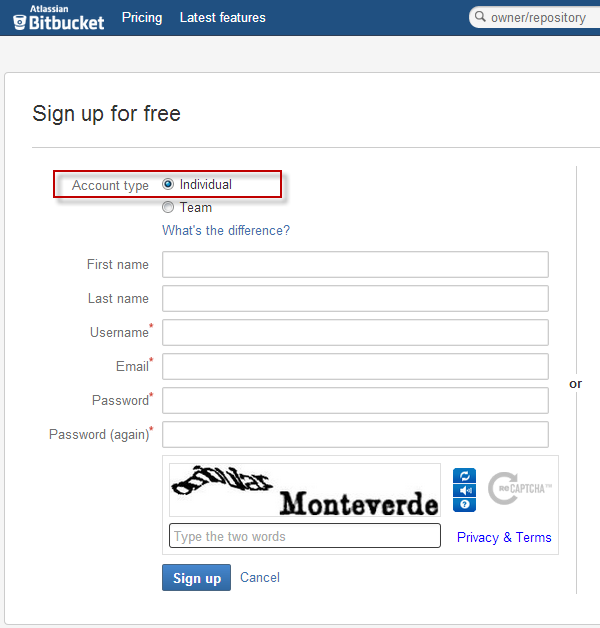 Atlassian
Bitbucket Pricing Latest features owner/repository
Sign up for free
Account type Individual
Team
What's the difference?
First name
Last name
Username*
Email*
or
Password*
Password (again)*
Monteverde
reCAPTCHA™
Type the two words
Privacy & Terms
Sign up Cancel